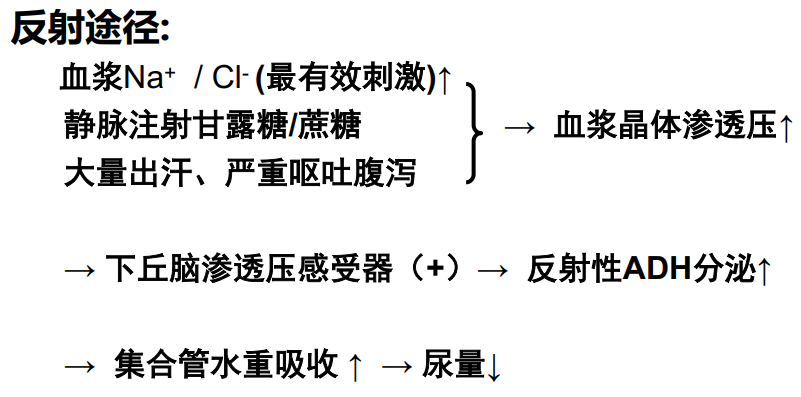 反射途径:
血浆Na⁺ / Cl⁻ (最有效刺激)↑
静脉注射甘露糖/蔗糖
大量出汗、严重呕吐腹泻
→ 血浆晶体渗透压↑
→ 下丘脑渗透压感受器（+）→ 反射性ADH分泌↑
→ 集合管水重吸收 ↑ → 尿量↓